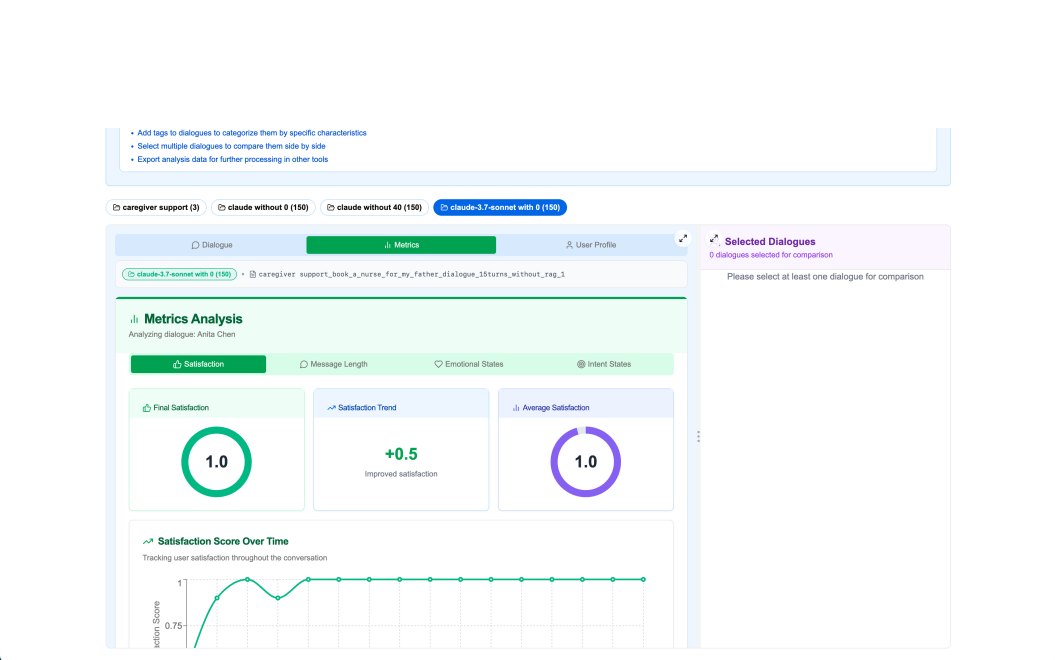 Add tags to dialogues to categorize them by specific characteristics
Select multiple dialogues to compare them side by side
Export analysis data for further processing in other tools
caregiver support (3) claude without 0 (150) claude without 40 (150) claude-3.7-sonnet with 0 (150)
Dialogue Metrics User Profile
claude-3.7-sonnet with 0 (150) • caregiver support_book_a_nurse_for_my_father_dialogue_15turns_without_rag_1
Metrics Analysis
Analyzing dialogue: Anita Chen
Satisfaction Message Length Emotional States Intent States
Final Satisfaction
1.0
Satisfaction Trend
+0.5
Improved satisfaction
Average Satisfaction
1.0
Satisfaction Score Over Time
Tracking user satisfaction throughout the conversation
1
0.75
Score
Selected Dialogues
0 dialogues selected for comparison
Please select at least one dialogue for comparison